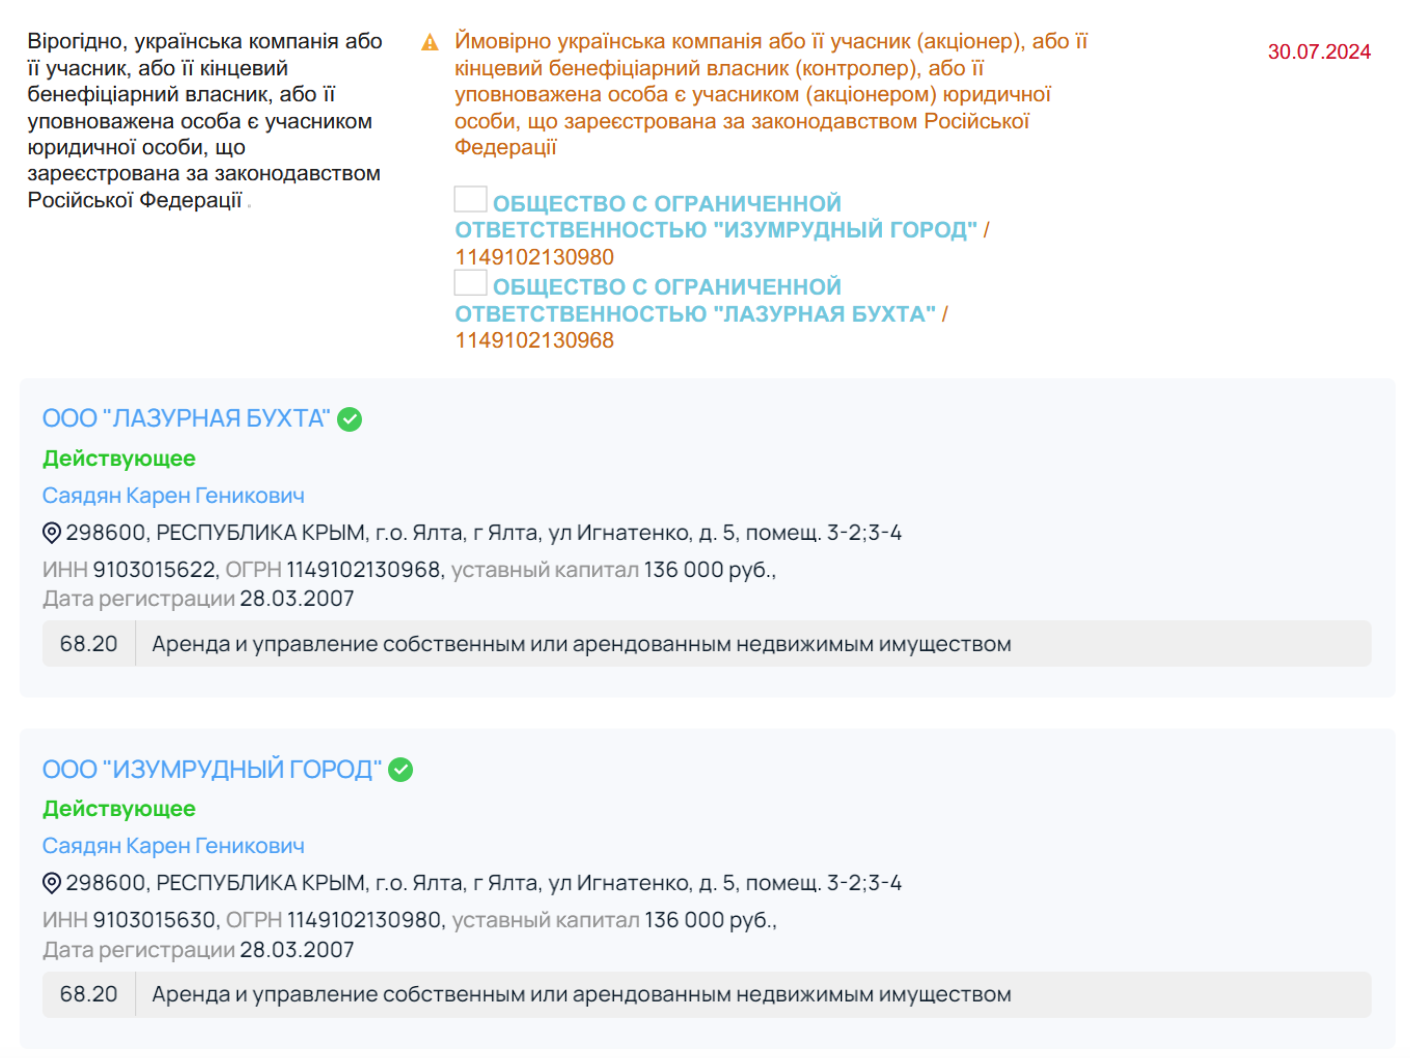 Вірогідно, українська компанія або
її учасник, або її кінцевий
бенефіціарний власник, або її
уповноважена особа є учасником
юридичної особи, що
зареєстрована за законодавством
Російської Федерації .
Ймовірно українська компанія або її учасник (акціонер), або її
кінцевий бенефіціарний власник (контролер), або її
уповноважена особа є учасником (акціонером) юридичної
особи, що зареєстрована за законодавством Російської
Федерації
30.07.2024
ОБЩЕСТВО С ОГРАНИЧЕННОЙ
ОТВЕТСТВЕННОСТЬЮ "ИЗУМРУДНЫЙ ГОРОД" /
1149102130980
ОБЩЕСТВО С ОГРАНИЧЕННОЙ
ОТВЕТСТВЕННОСТЬЮ "ЛАЗУРНАЯ БУХТА" /
1149102130968
ООО "ЛАЗУРНАЯ БУХТА"
Действующее
Саядян Карен Геникович
298600, РЕСПУБЛИКА КРЫМ, г.о. Ялта, г Ялта, ул Игнатенко, д. 5, помещ. 3-2;3-4
ИНН 9103015622, ОГРН 1149102130968, уставный капитал 136 000 руб.,
Дата регистрации 28.03.2007
68.20 Аренда и управление собственным или арендованным недвижимым имуществом
ООО "ИЗУМРУДНЫЙ ГОРОД"
Действующее
Саядян Карен Геникович
298600, РЕСПУБЛИКА КРЫМ, г.о. Ялта, г Ялта, ул Игнатенко, д. 5, помещ. 3-2;3-4
ИНН 9103015630, ОГРН 1149102130980, уставный капитал 136 000 руб.,
Дата регистрации 28.03.2007
68.20 Аренда и управление собственным или арендованным недвижимым имуществом